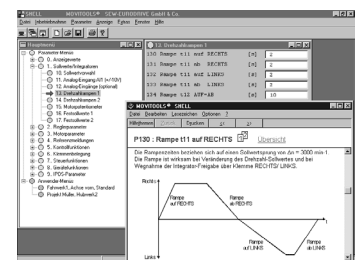 MOVITOOLS® SHELL SEW-EURODRIVE GmbH & Co.
Datei Inbetriebnahme Parameter Anzeige Extras Fenster Hilfe
Hauptmenü
Parameter-Menüs
0. Anzeigewerte
1. Sollwerte/Integratoren
10. Sollwertvorwahl
11. Analog-Eingang AI1 (+/-10V)
12. Analog-Eingänge (optional)
13. Drehzahlrampen 1
14. Drehzahlrampen 2
15. Motorpotentiometer
16. Festsollwerte 1
17. Festsollwerte 2
2. Reglerparameter
3. Motorparameter
4. Referenzmeldungen
5. Kontrollfunktionen
6. Klemmenbelegung
7. Steuerfunktionen
8. Gerätefunktionen
9. IPOS-Parameter
Anwender-Menüs
Fahrwerk1, Achse vorn, Standard
Projekt Müller, Hubwerk2
13. Drehzahlrampen 1
130 Rampe t11 auf RECHTS [s] 2
131 Rampe t11 ab RECHTS [s] 2
132 Rampe t11 auf LINKS [s] 2
133 Rampe t11 ab LINKS [s] 3
134 Rampe t12 AUF=AB [s] 10
MOVITOOLS® SHELL
Datei Bearbeiten Lesezeichen Optionen ?
Hilfethemen Zurück Drucken << >>
P130 : Rampe t11 auf RECHTS Übersicht
Die Rampenzeiten beziehen sich auf einen Sollwertsprung von Δn = 3000 min-1.
Die Rampe ist wirksam bei Veränderung des Drehzahl-Sollwertes und bei
Wegnahme der Integrator-Freigabe über Klemme RECHTS/ LINKS.
Rechts
Rampe auf RECHTS
Rampe ab RECHTS
t
Rampe auf LINKS
Rampe ab LINKS
Links